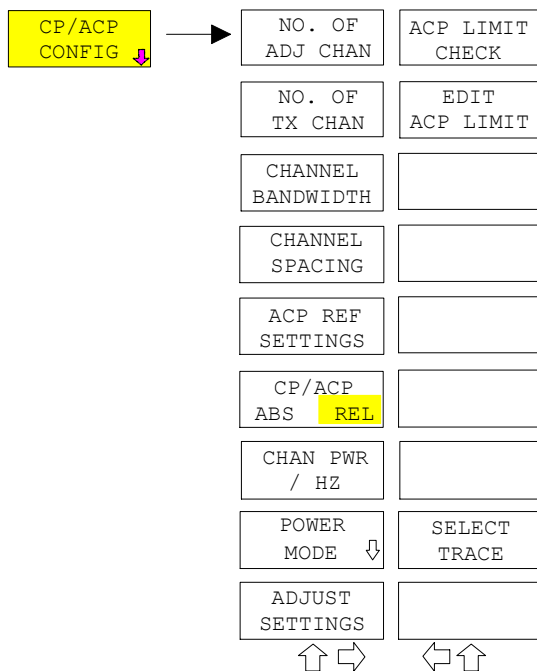 CP/ACP
CONFIG
NO. OF
ADJ CHAN
ACP LIMIT
CHECK
NO. OF
TX CHAN
EDIT
ACP LIMIT
CHANNEL
BANDWIDTH
CHANNEL
SPACING
ACP REF
SETTINGS
CP/ACP
ABS REL
CHAN PWR
/ HZ
POWER
MODE
SELECT
TRACE
ADJUST
SETTINGS